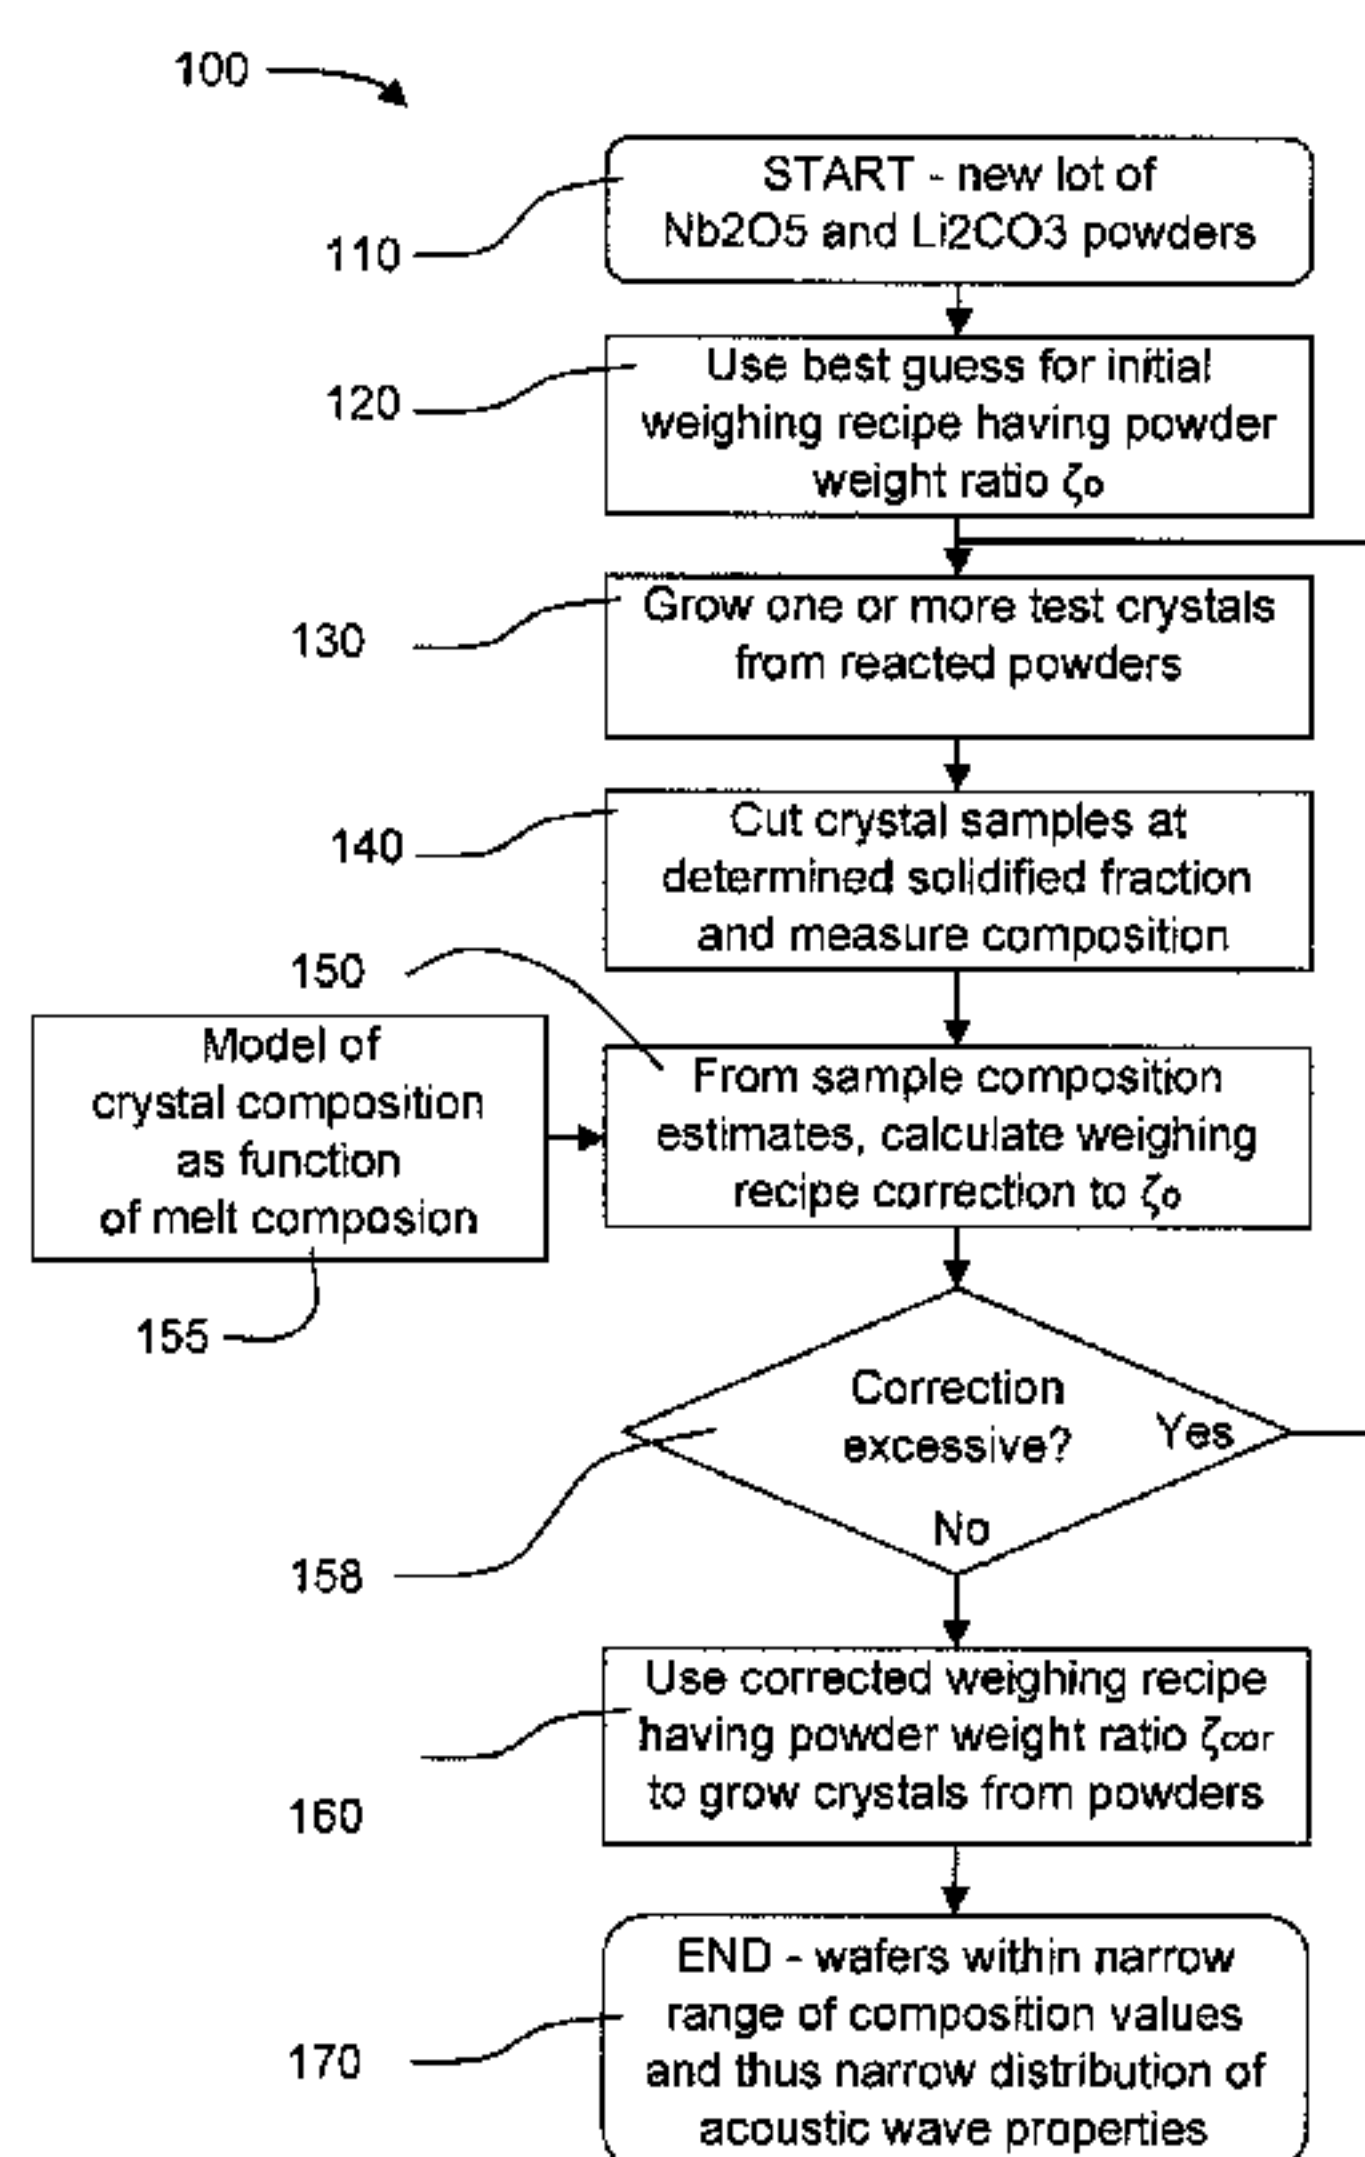 100
START - new lot of
Nb2O5 and Li2CO3 powders
110
Use best guess for initial
weighing recipe having powder
weight ratio ζo
120
Grow one or more test crystals
from reacted powders
130
Cut crystal samples at
determined solidified fraction
and measure composition
140
150
Model of
crystal composition
as function
of melt composion
155
From sample composition
estimates, calculate weighing
recipe correction to ζo
Correction
excessive?
Yes
No
158
Use corrected weighing recipe
having powder weight ratio ζcor
to grow crystals from powders
160
END - wafers within narrow
range of composition values
and thus narrow distribution of
acoustic wave properties
170